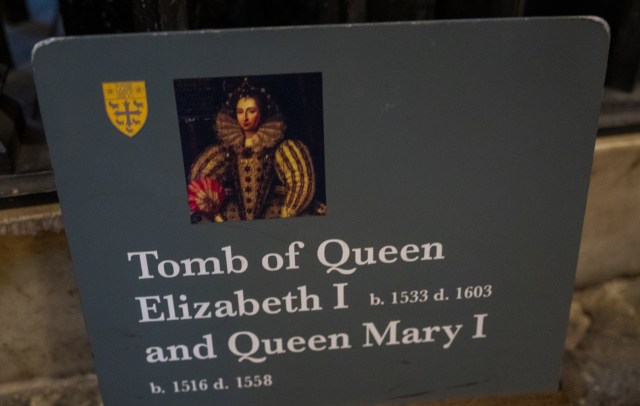 Tomb of Queen
Elizabeth I b. 1533 d. 1603
and Queen Mary I
b. 1516 d. 1558